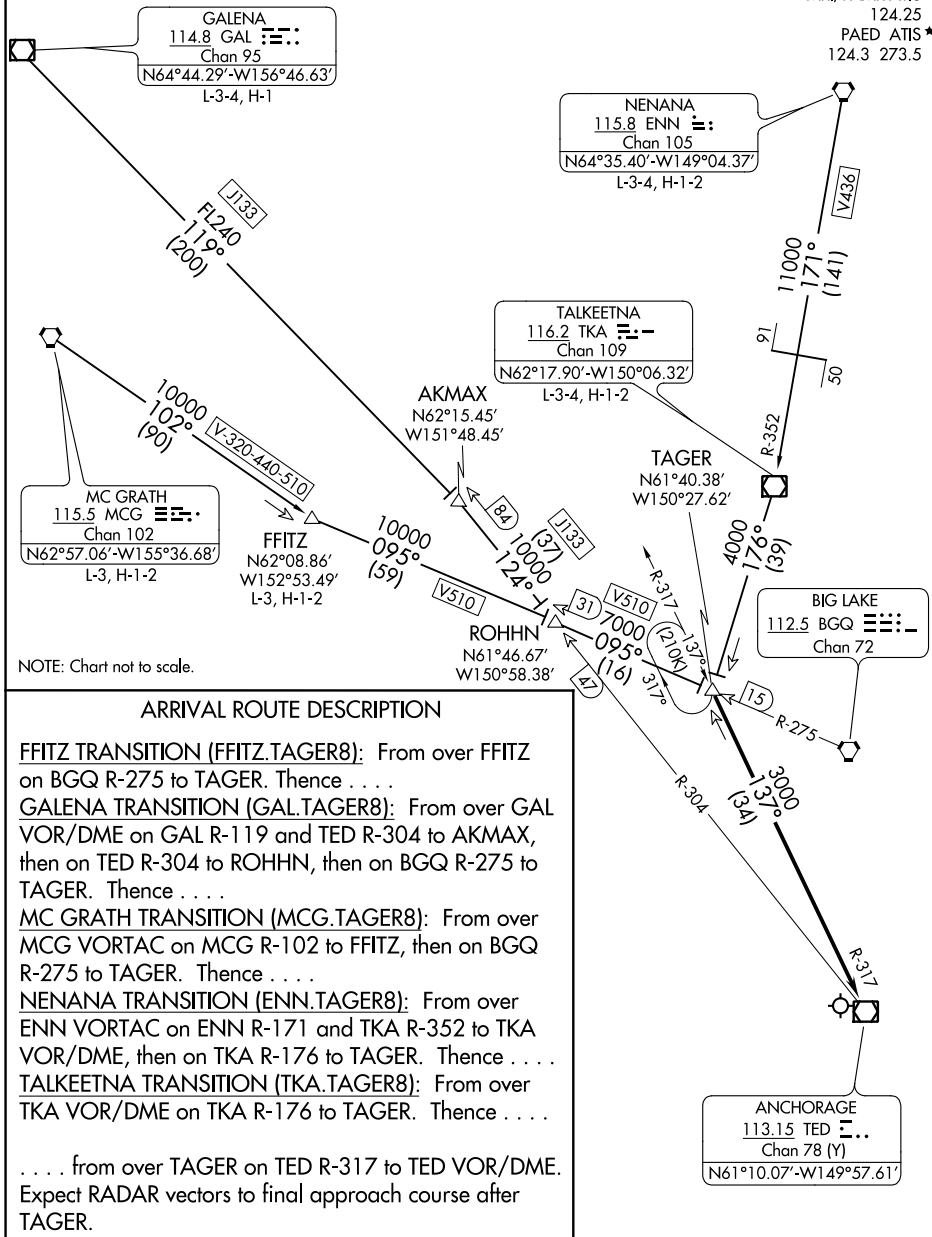 124.25
PAED ATIS*
124.3 273.5
GALENA
114.8 GAL
Chan 95
N64°44.29'-W156°46.63'
L-3-4, H-1
NENANA
115.8 ENN
Chan 105
N64°35.40'-W149°04.37'
L-3-4, H-1-2
J133
FL240
119°
(200)
V436
11000
171°
(141)
91
50
R-352
TALKEETNA
116.2 TKA
Chan 109
N62°17.90'-W150°06.32'
L-3-4, H-1-2
10000
102°
(90)
V-320-440-510
MC GRATH
115.5 MCG
Chan 102
N62°57.06'-W155°36.68'
L-3, H-1-2
AKMAX
N62°15.45'
W151°48.45'
TAGER
N61°40.38'
W150°27.62'
FFITZ
N62°08.86'
W152°53.49'
L-3, H-1-2
10000
095°
(59)
V510
84
10000
124°
(37)
J133
4000
176°
(39)
BIG LAKE
112.5 BGQ
Chan 72
ROHHN
N61°46.67'
W150°58.38'
31
V510
7000
095°
(16)
R-317
137°
(210K)
317°
47
15
R-275
R-304
3000
137°
(34)
R-317
NOTE: Chart not to scale.
ARRIVAL ROUTE DESCRIPTION
FFITZ TRANSITION (FFITZ.TAGER8): From over FFITZ
on BGQ R-275 to TAGER. Thence . . . .
GALENA TRANSITION (GAL.TAGER8): From over GAL
VOR/DME on GAL R-119 and TED R-304 to AKMAX,
then on TED R-304 to ROHHN, then on BGQ R-275 to
TAGER. Thence . . . .
MC GRATH TRANSITION (MCG.TAGER8): From over
MCG VORTAC on MCG R-102 to FFITZ, then on BGQ
R-275 to TAGER. Thence . . . .
NENANA TRANSITION (ENN.TAGER8): From over
ENN VORTAC on ENN R-171 and TKA R-352 to TKA
VOR/DME, then on TKA R-176 to TAGER. Thence . . . .
TALKEETNA TRANSITION (TKA.TAGER8): From over
TKA VOR/DME on TKA R-176 to TAGER. Thence . . . .
. . . . from over TAGER on TED R-317 to TED VOR/DME.
Expect RADAR vectors to final approach course after
TAGER.
ANCHORAGE
113.15 TED
Chan 78 (Y)
N61°10.07'-W149°57.61'